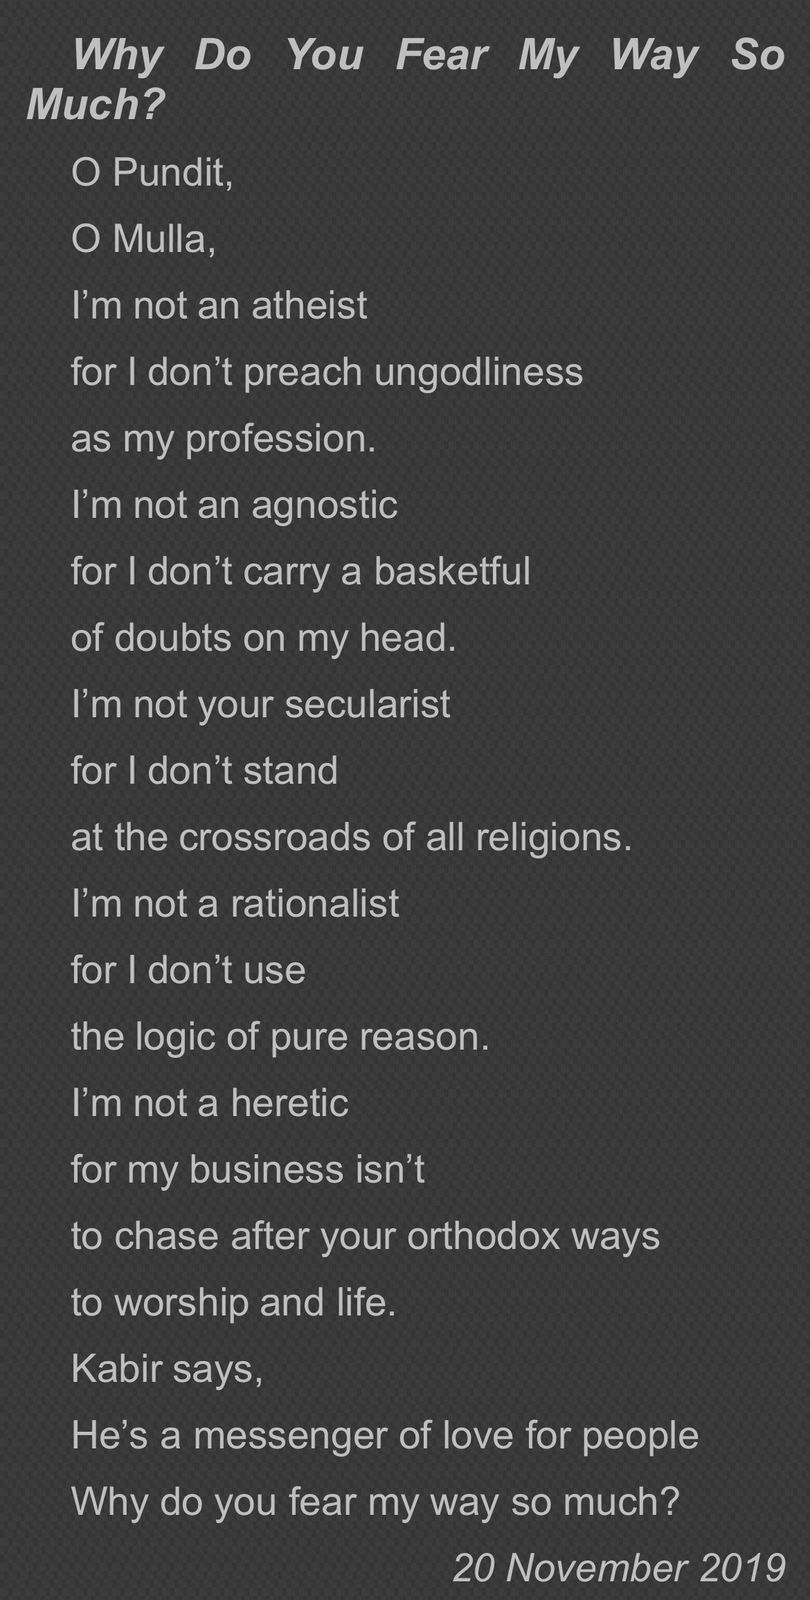 Why Do You Fear My Way So
Much?
O Pundit,
O Mulla,
I’m not an atheist
for I don’t preach ungodliness
as my profession.
I’m not an agnostic
for I don’t carry a basketful
of doubts on my head.
I’m not your secularist
for I don’t stand
at the crossroads of all religions.
I’m not a rationalist
for I don’t use
the logic of pure reason.
I’m not a heretic
for my business isn’t
to chase after your orthodox ways
to worship and life.
Kabir says,
He’s a messenger of love for people
Why do you fear my way so much?
20 November 2019